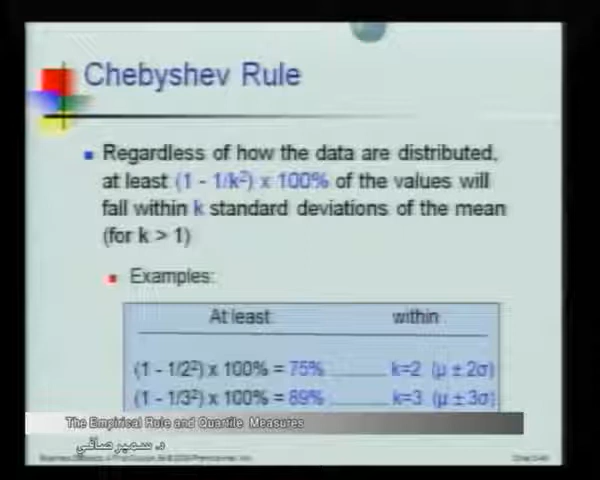 Chebyshev Rule
Regardless of how the data are distributed,
at least (1 - 1/k²) x 100% of the values will
fall within k standard deviations of the mean
(for k > 1)
Examples:
At least within
(1 - 1/2²) x 100% = 75% ........... k=2 (μ ± 2σ)
(1 - 1/3²) x 100% = 89% ........... k=3 (μ ± 3σ)
The Empirical Rule and Quartile Measures
د. سمير صافي